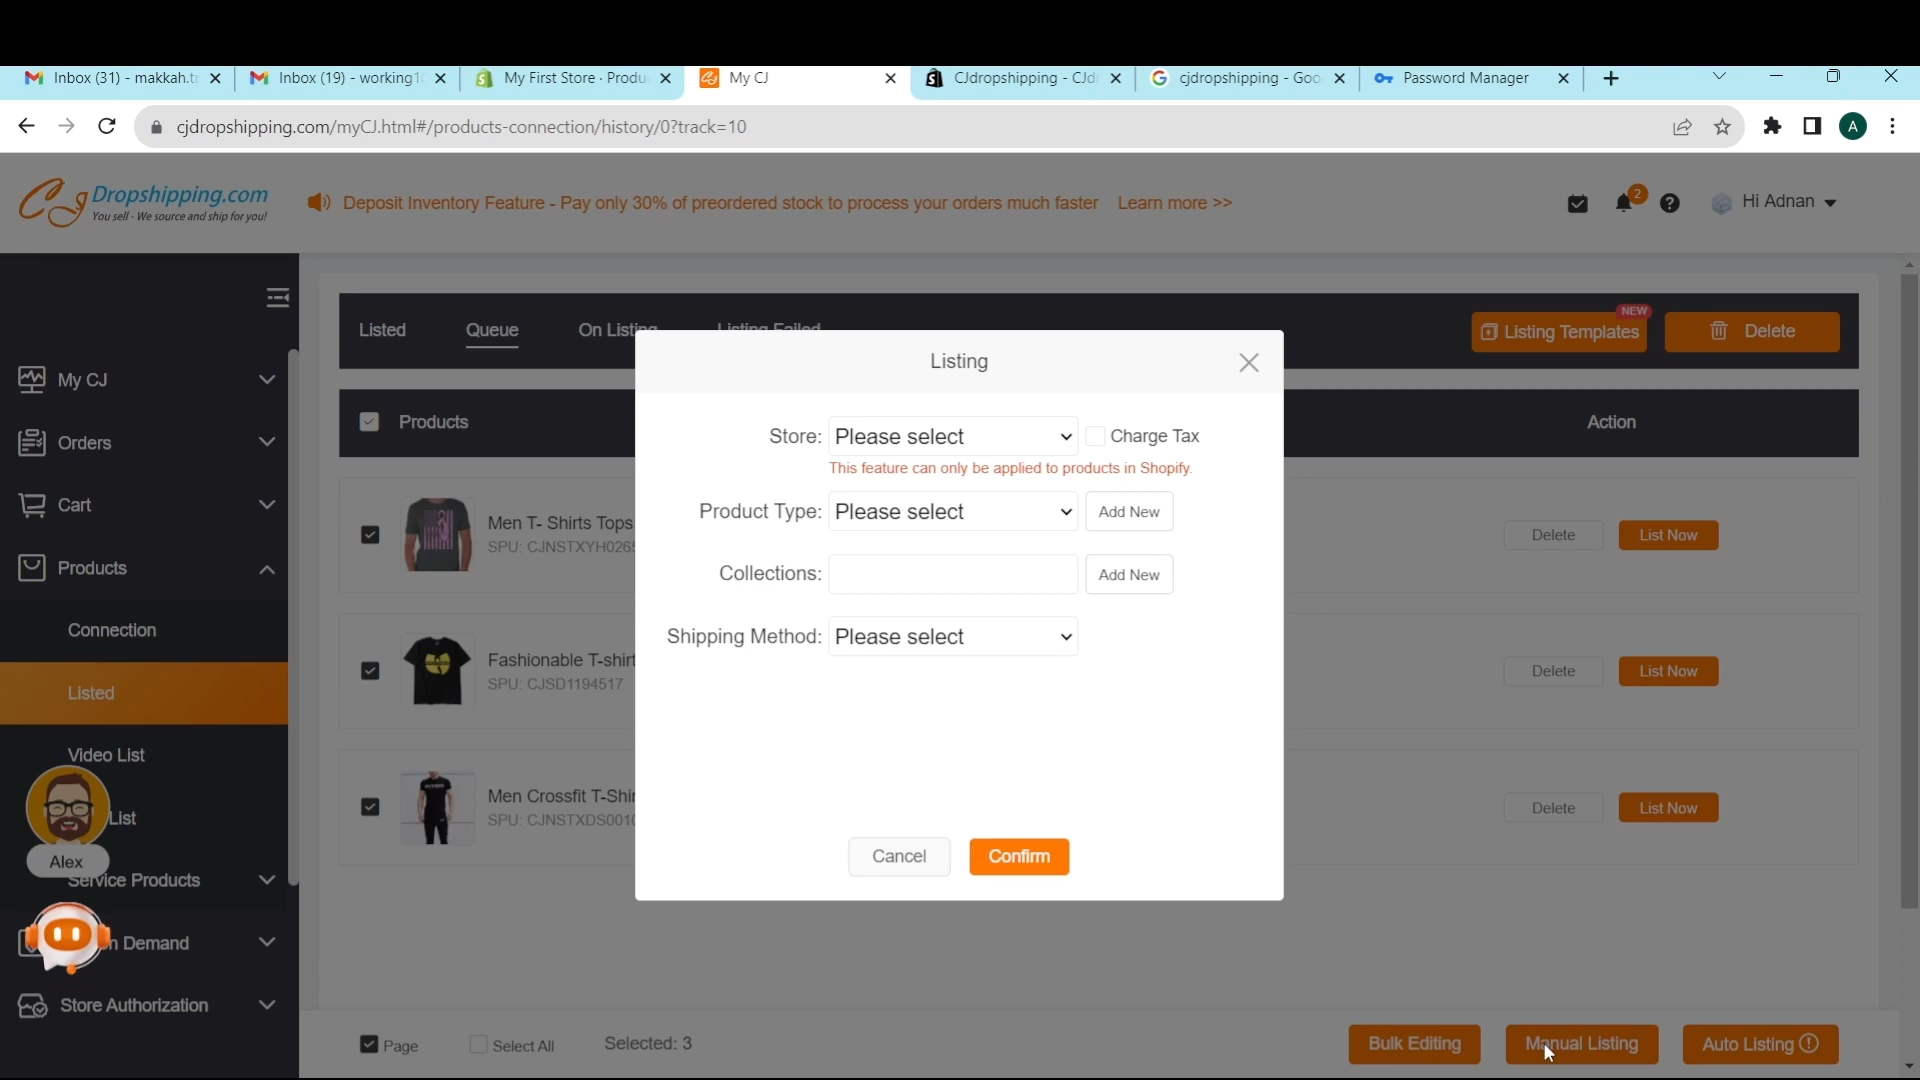 Inbox (31) - makkah.tr
Inbox (19) - working1
My First Store · Produ
My CJ
CJdropshipping - CJd
cjdropshipping - Goo
Password Manager
cjdropshipping.com/myCJ.html#/products-connection/history/0?track=10
A
CJ Dropshipping.com
You sell - We source and ship for you!
Deposit Inventory Feature - Pay only 30% of preordered stock to process your orders much faster Learn more >>
2
Hi Adnan
Listed
Queue
On Listing
Listing Failed
NEW
Listing Templates
Delete
Products
Action
My CJ
Orders
Cart
Products
Connection
Listed
Video List
List
Alex
Service Products
n Demand
Store Authorization
Men T- Shirts Tops
SPU: CJNSTXYH0265
Delete
List Now
Fashionable T-shirt
SPU: CJSD1194517
Delete
List Now
Men Crossfit T-Shir
SPU: CJNSTXDS001
Delete
List Now
Listing
Store: Please select
Charge Tax
This feature can only be applied to products in Shopify.
Product Type: Please select
Add New
Collections:
Add New
Shipping Method: Please select
Cancel
Confirm
Page
Select All
Selected: 3
Bulk Editing
Manual Listing
Auto Listing